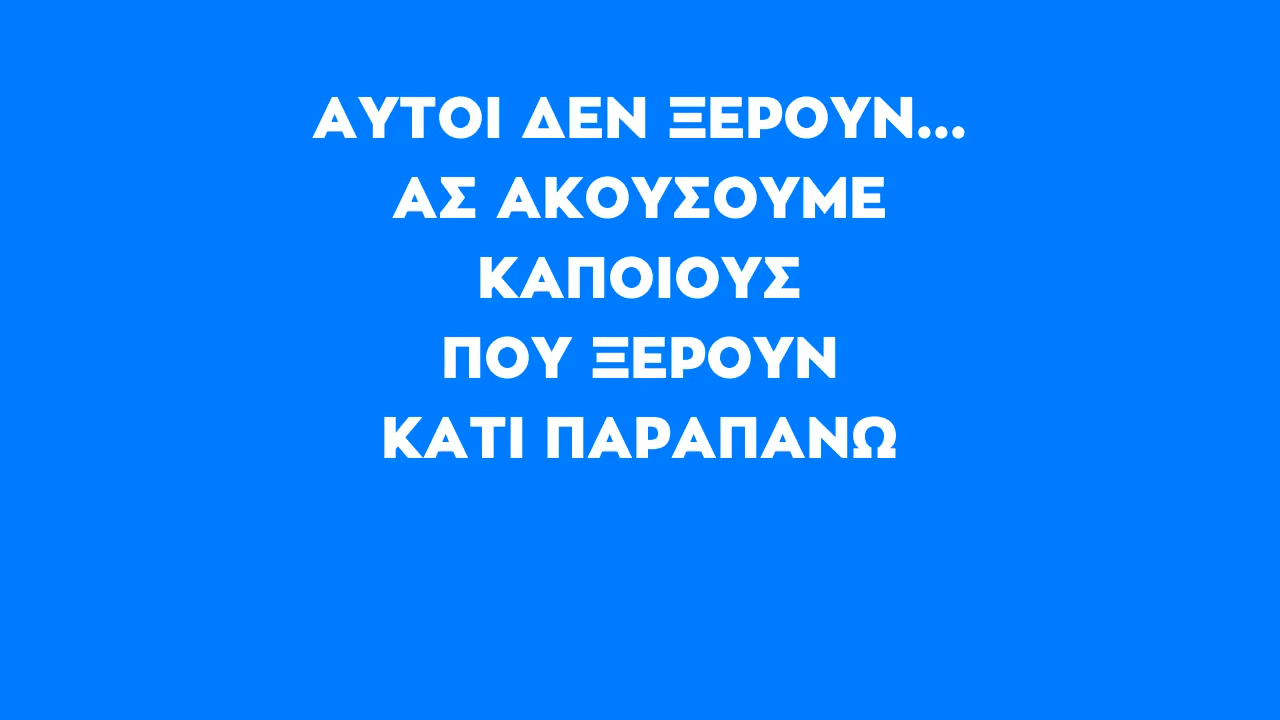 ΑΥΤΟΙ ΔΕΝ ΞΕΡΟΥΝ...
ΑΣ ΑΚΟΥΣΟΥΜΕ
ΚΑΠΟΙΟΥΣ
ΠΟΥ ΞΕΡΟΥΝ
ΚΑΤΙ ΠΑΡΑΠΑΝΩ